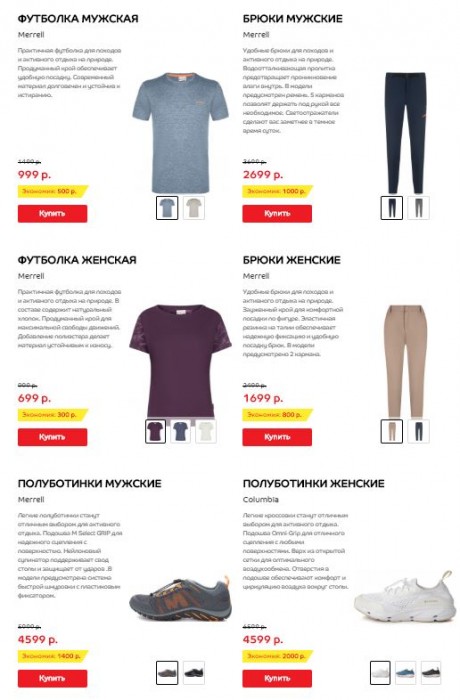 ФУТБОЛКА МУЖСКАЯ
Merrell
Практичная футболка для походов
и активного отдыха на природе.
Продуманный крой обеспечивает
удобную посадку. Современный
материал долговечен и устойчив к
истиранию.
1499 р.
999 р.
Экономия: 500 р.
Купить
БРЮКИ МУЖСКИЕ
Merrell
Удобные брюки для походов и
активного отдыха на природе.
Водоотталкивающая пропитка
предотвращает проникновение
влаги внутрь. В модели
предусмотрен ремень. 5 карманов
позволят держать под рукой все
необходимое. Светоотражатели
сделают вас заметнее в темное
время суток.
3699 р.
2699 р.
Экономия: 1000 р.
Купить
ФУТБОЛКА ЖЕНСКАЯ
Merrell
Практичная футболка для походов
и активного отдыха на природе. В
составе содержит натуральный
хлопок. Продуманный крой для
максимальной свободы движений.
Добавление полиэстера делает
материал устойчивым к износу.
999 р.
699 р.
Экономия: 300 р.
Купить
БРЮКИ ЖЕНСКИЕ
Merrell
Удобные брюки для походов и
активного отдыха на природе.
Зауженный крой для комфортной
посадки по фигуре. Эластичная
резинка на талии обеспечивает
надежную фиксацию и удобную
посадку брюк. В модели
предусмотрено 2 кармана.
2499 р.
1699 р.
Экономия: 800 р.
Купить
ПОЛУБОТИНКИ МУЖСКИЕ
Merrell
Легкие полуботинки станут
отличным выбором для активного
отдыха. Подошва M Select GRIP для
надежного сцепления с
поверхностью. Нейлоновый
супинатор поддерживает свод
стопы и защищает от ударов .В
модели предусмотрена система
быстрой шнуровки с пластиковым
фиксатором.
5999 р.
4599 р.
Экономия: 1400 р.
Купить
ПОЛУБОТИНКИ ЖЕНСКИЕ
Columbia
Легкие кроссовки станут отличным
выбором для активного отдыха.
Подошва Omni Grip для отличного
сцепления с любыми
поверхностями. Верх из открытой
сетки для оптимального
воздухообмена. Отверстия в
подошве обеспечивают комфорт и
циркуляцию воздуха вокруг стопы.
6599 р.
4599 р.
Экономия: 2000 р.
Купить